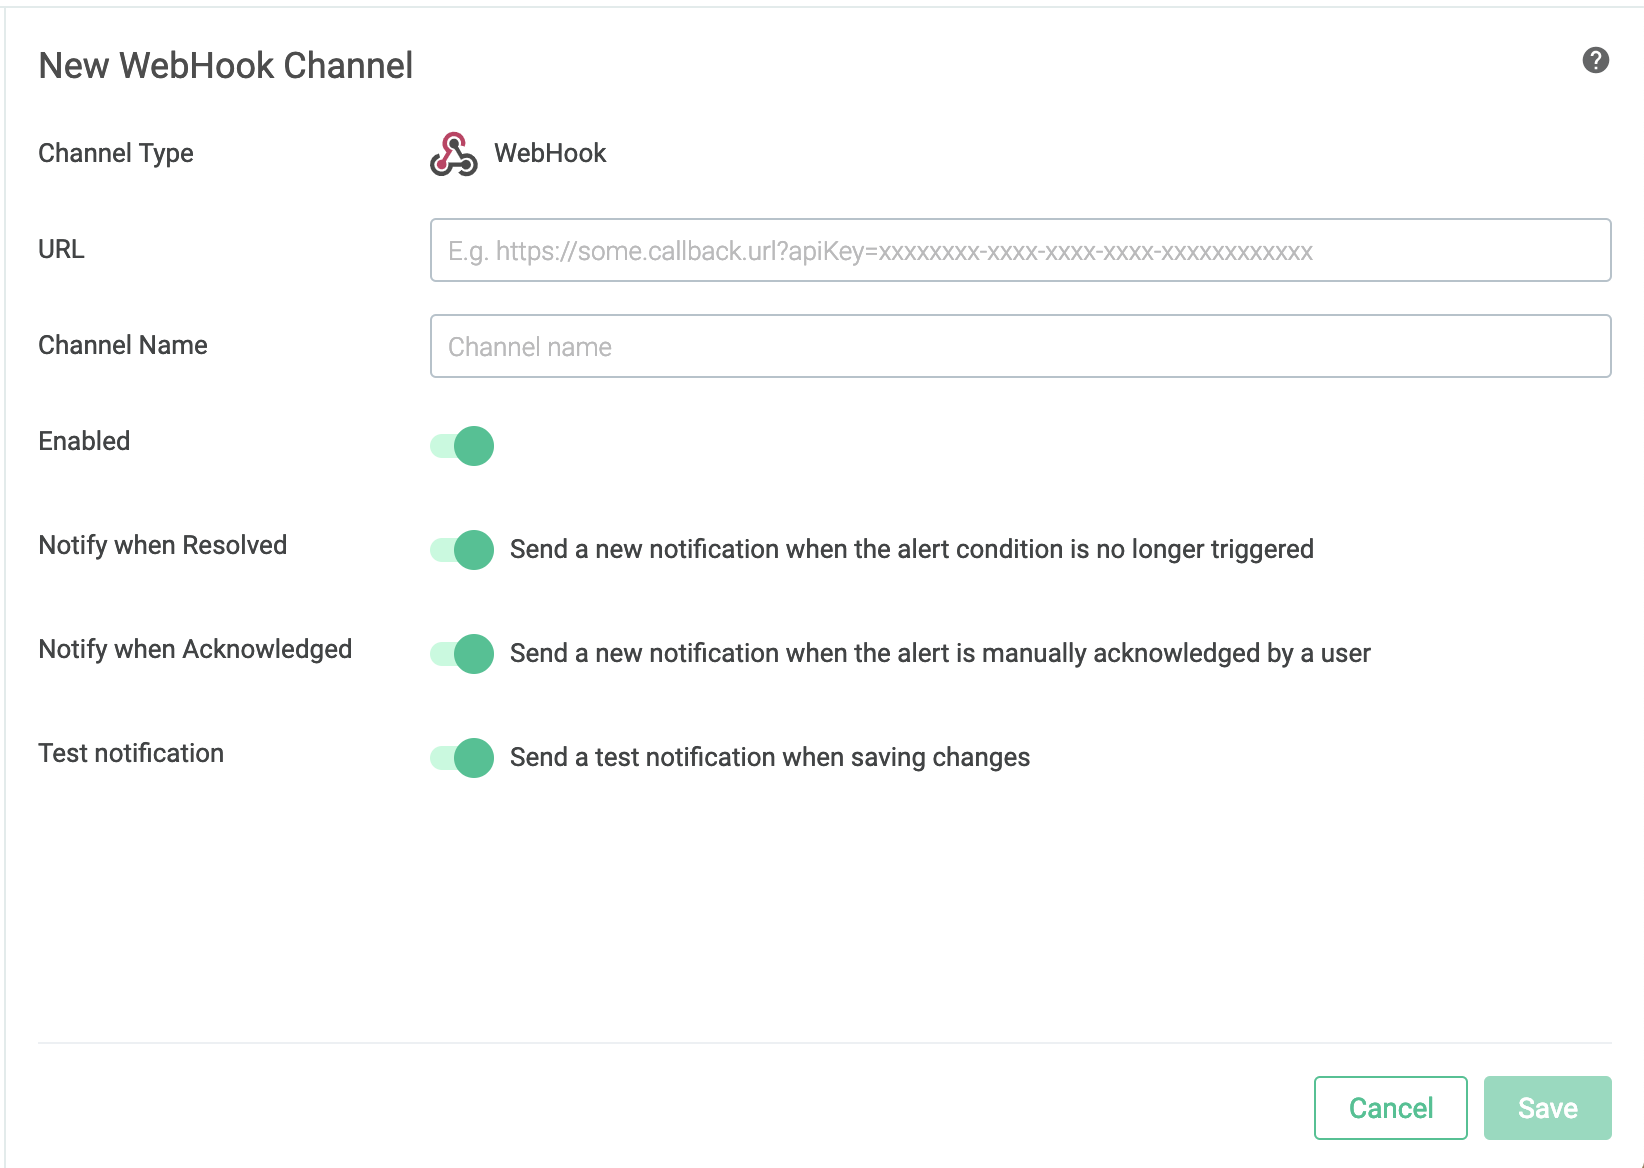 New WebHook Channel
?
Channel Type
WebHook
URL
E.g. https://some.callback.url?apiKey=xxxxxxxx-xxxx-xxxx-xxxx-xxxxxxxxxxxx
Channel Name
Channel name
Enabled
Notify when Resolved
Send a new notification when the alert condition is no longer triggered
Notify when Acknowledged
Send a new notification when the alert is manually acknowledged by a user
Test notification
Send a test notification when saving changes
Cancel
Save